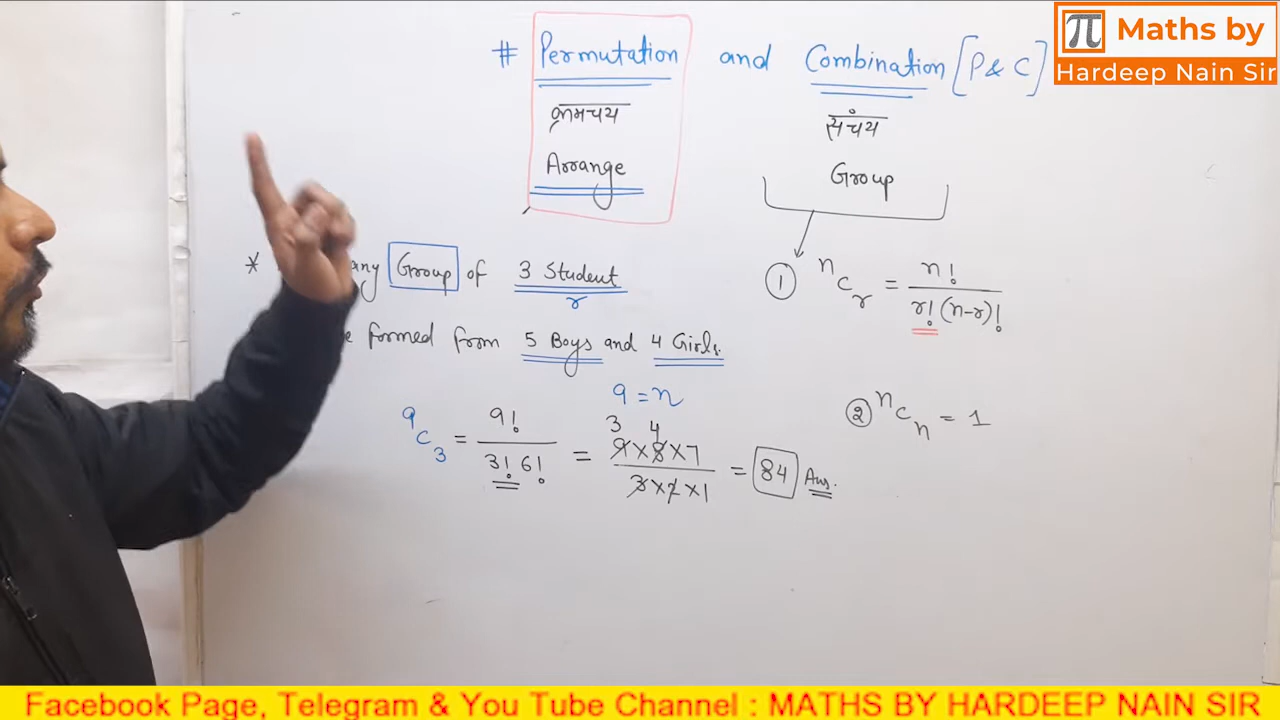 π Maths by
Hardeep Nain Sir
# Permutation and Combination [P & C]
क्रमचय संचय
Arrange Group
* any Group of 3 Student
r
formed from 5 Boys and 4 Girls.
9 = n
⁹C₃ = 9! / 3! 6! = 9×8×7 / 3×2×1 = 84 Ans.
3 4
① ⁿCᵣ = n! / r! (n-r)!
② ⁿCₙ = 1
Facebook Page, Telegram & You Tube Channel : MATHS BY HARDEEP NAIN SIR